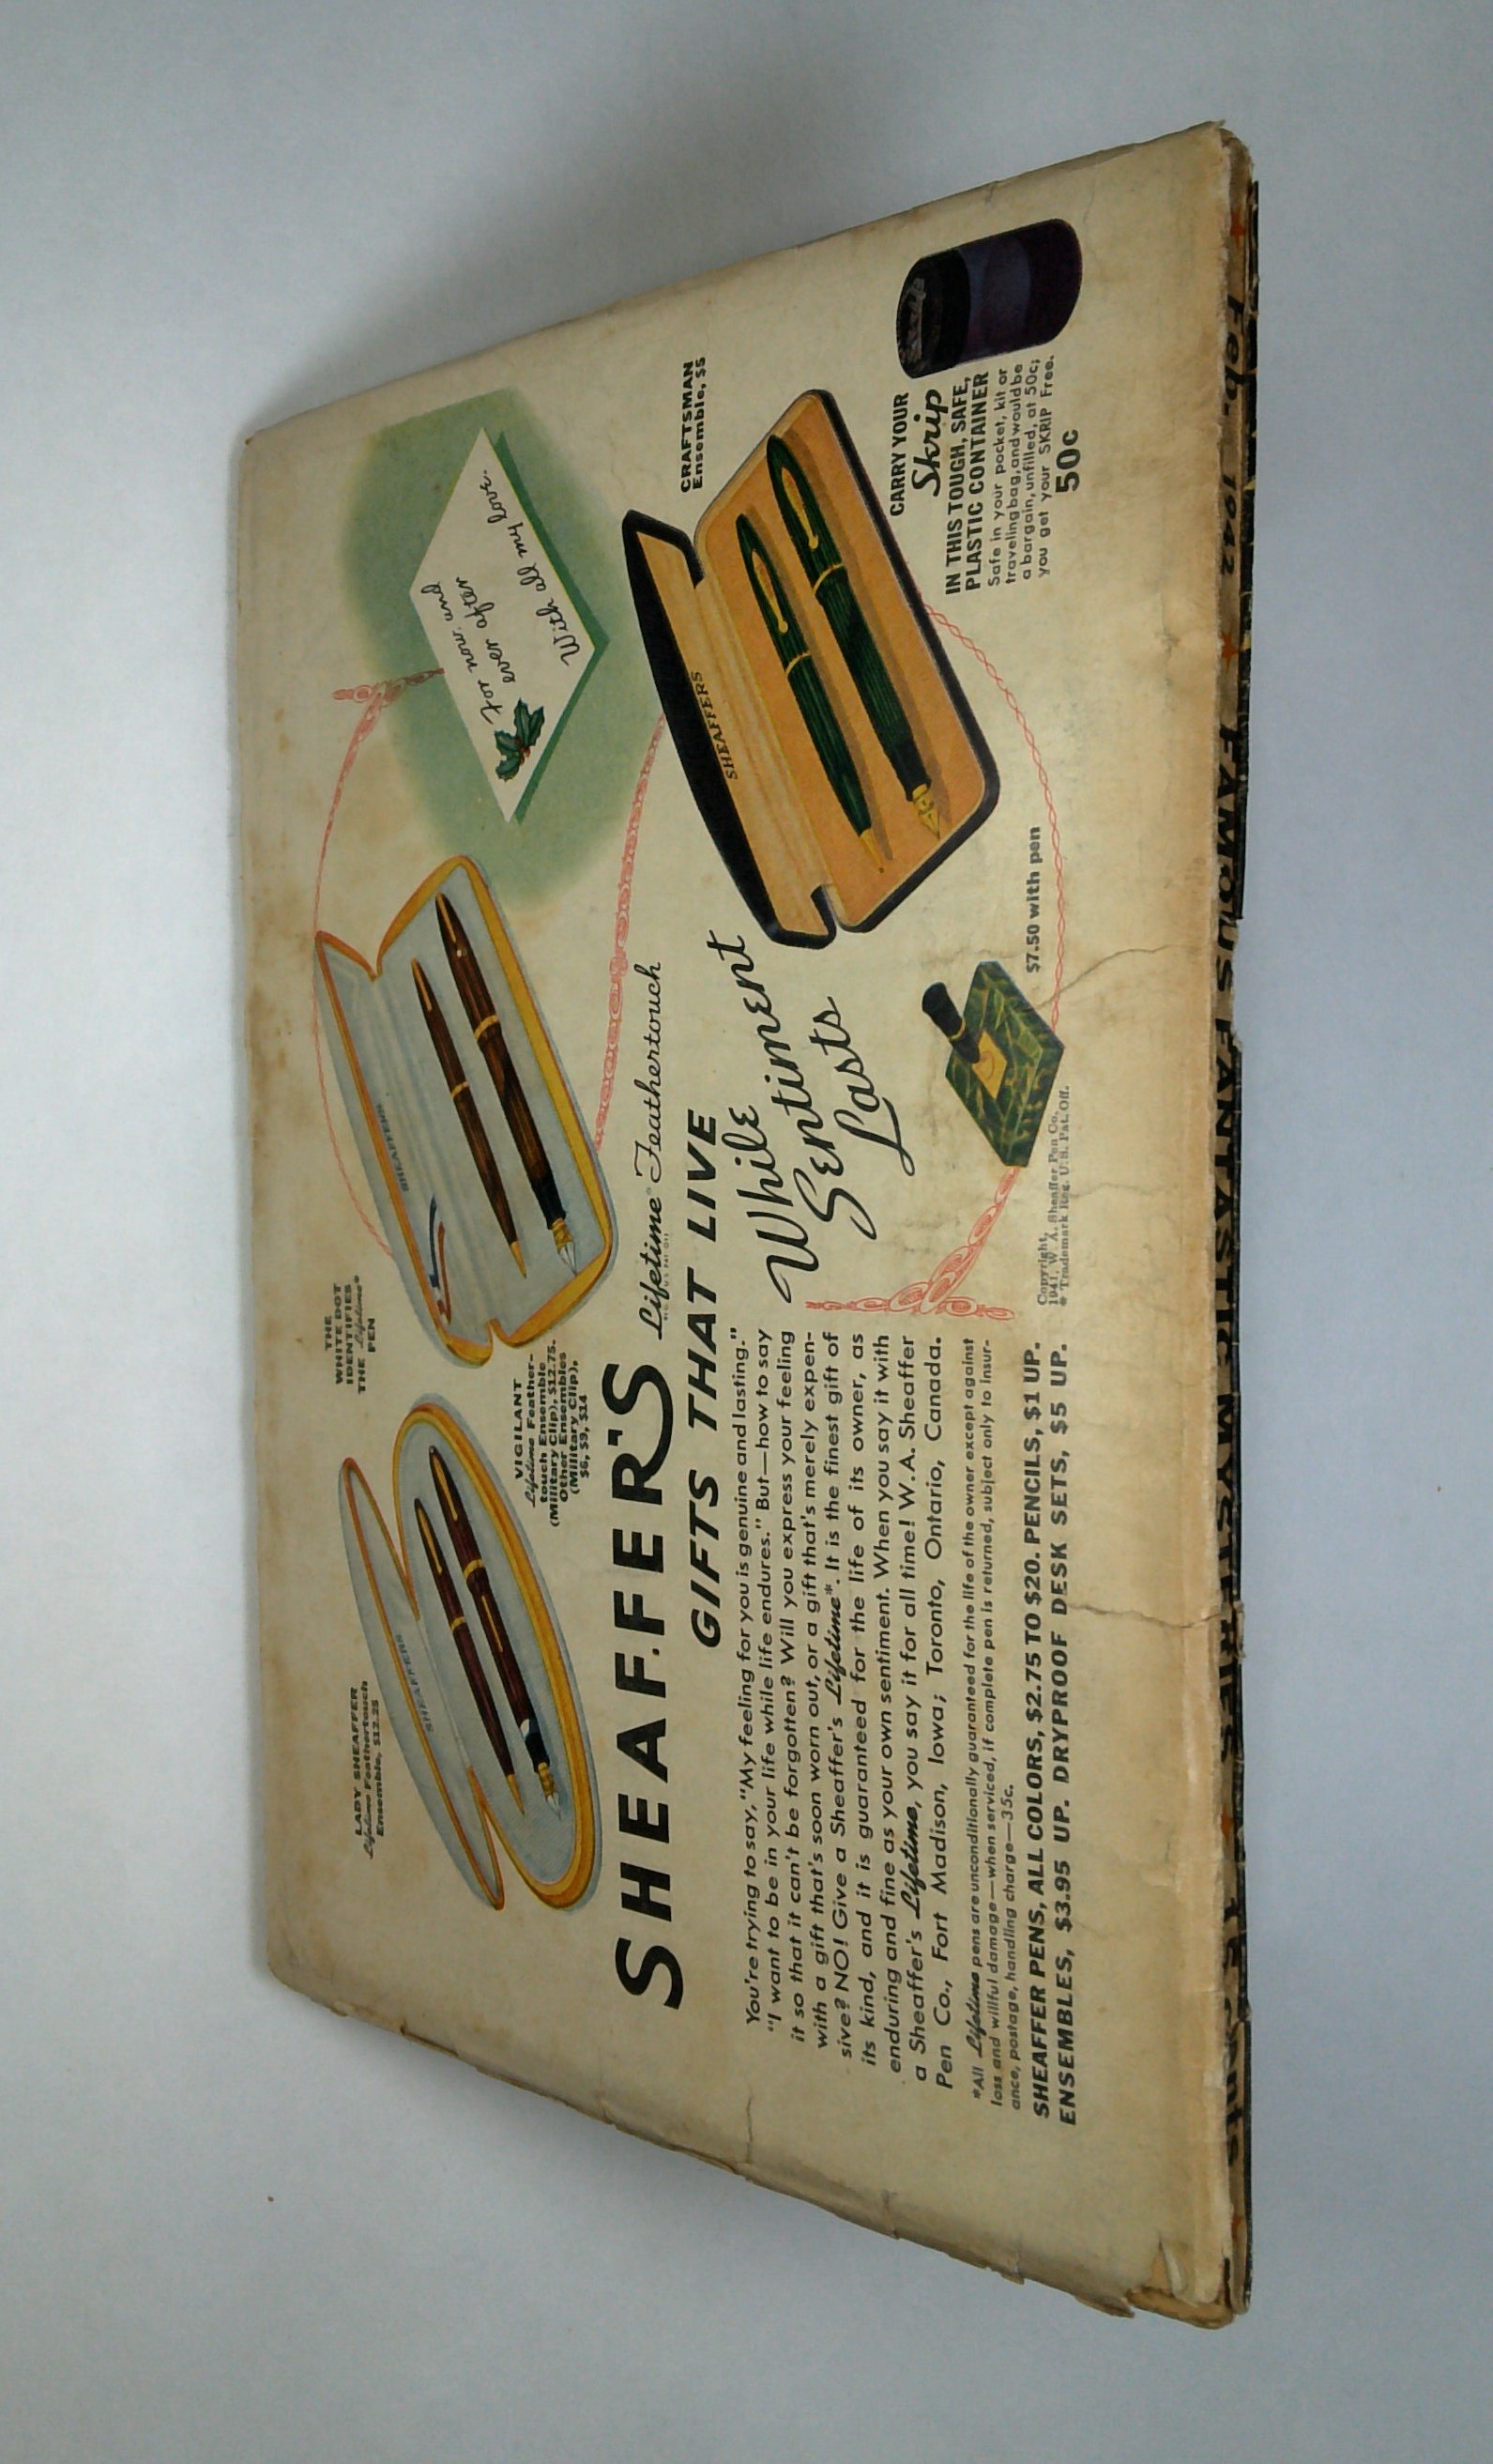 LADY SHEAFFER
Lifetime Feathertouch
Ensemble, $12.25
THE
WHITE DOT
IDENTIFIES
THE Lifetime*
PEN
SHEAFFERS
SHEAFFERS
VIGILANT
Lifetime Feather-
touch Ensemble
(Military Clip), $12.75.
Other Ensembles
(Military Clip),
$6, $9, $14
For now and
ever after
With all my love.
SHEAFFER'S Lifetime Feathertouch
GIFTS THAT LIVE
While
Sentiment
Lasts
CRAFTSMAN
Ensemble, $5
SHEAFFERS
You're trying to say, "My feeling for you is genuine and lasting."
"I want to be in your life while life endures." But—how to say
it so that it can't be forgotten? Will you express your feeling
with a gift that's soon worn out, or a gift that's merely expen-
sive? NO! Give a Sheaffer's Lifetime*. It is the finest gift of
its kind, and it is guaranteed for the life of its owner, as
enduring and fine as your own sentiment. When you say it with
a Sheaffer's Lifetime, you say it for all time! W.A. Sheaffer
Pen Co., Fort Madison, Iowa; Toronto, Ontario, Canada.
*All Lifetime pens are unconditionally guaranteed for the life of the owner except against
loss and willful damage—when serviced, if complete pen is returned, subject only to insur-
ance, postage, handling charge—35c.
SHEAFFER PENS, ALL COLORS, $2.75 TO $20. PENCILS, $1 UP.
ENSEMBLES, $3.95 UP. DRYPROOF DESK SETS, $5 UP.
Copyright,
1941, W. A. Sheaffer Pen Co.
* Trademark Reg. U.S. Pat. Off.
$7.50 with pen
CARRY YOUR
Skrip
IN THIS TOUGH, SAFE,
PLASTIC CONTAINER
Safe in your pocket, kit or
traveling bag, and would be
a bargain, unfilled, at 50c;
you get your SKRIP Free.
50c
Feb. 1942 FAMOUS FANTASTIC MYSTERIES